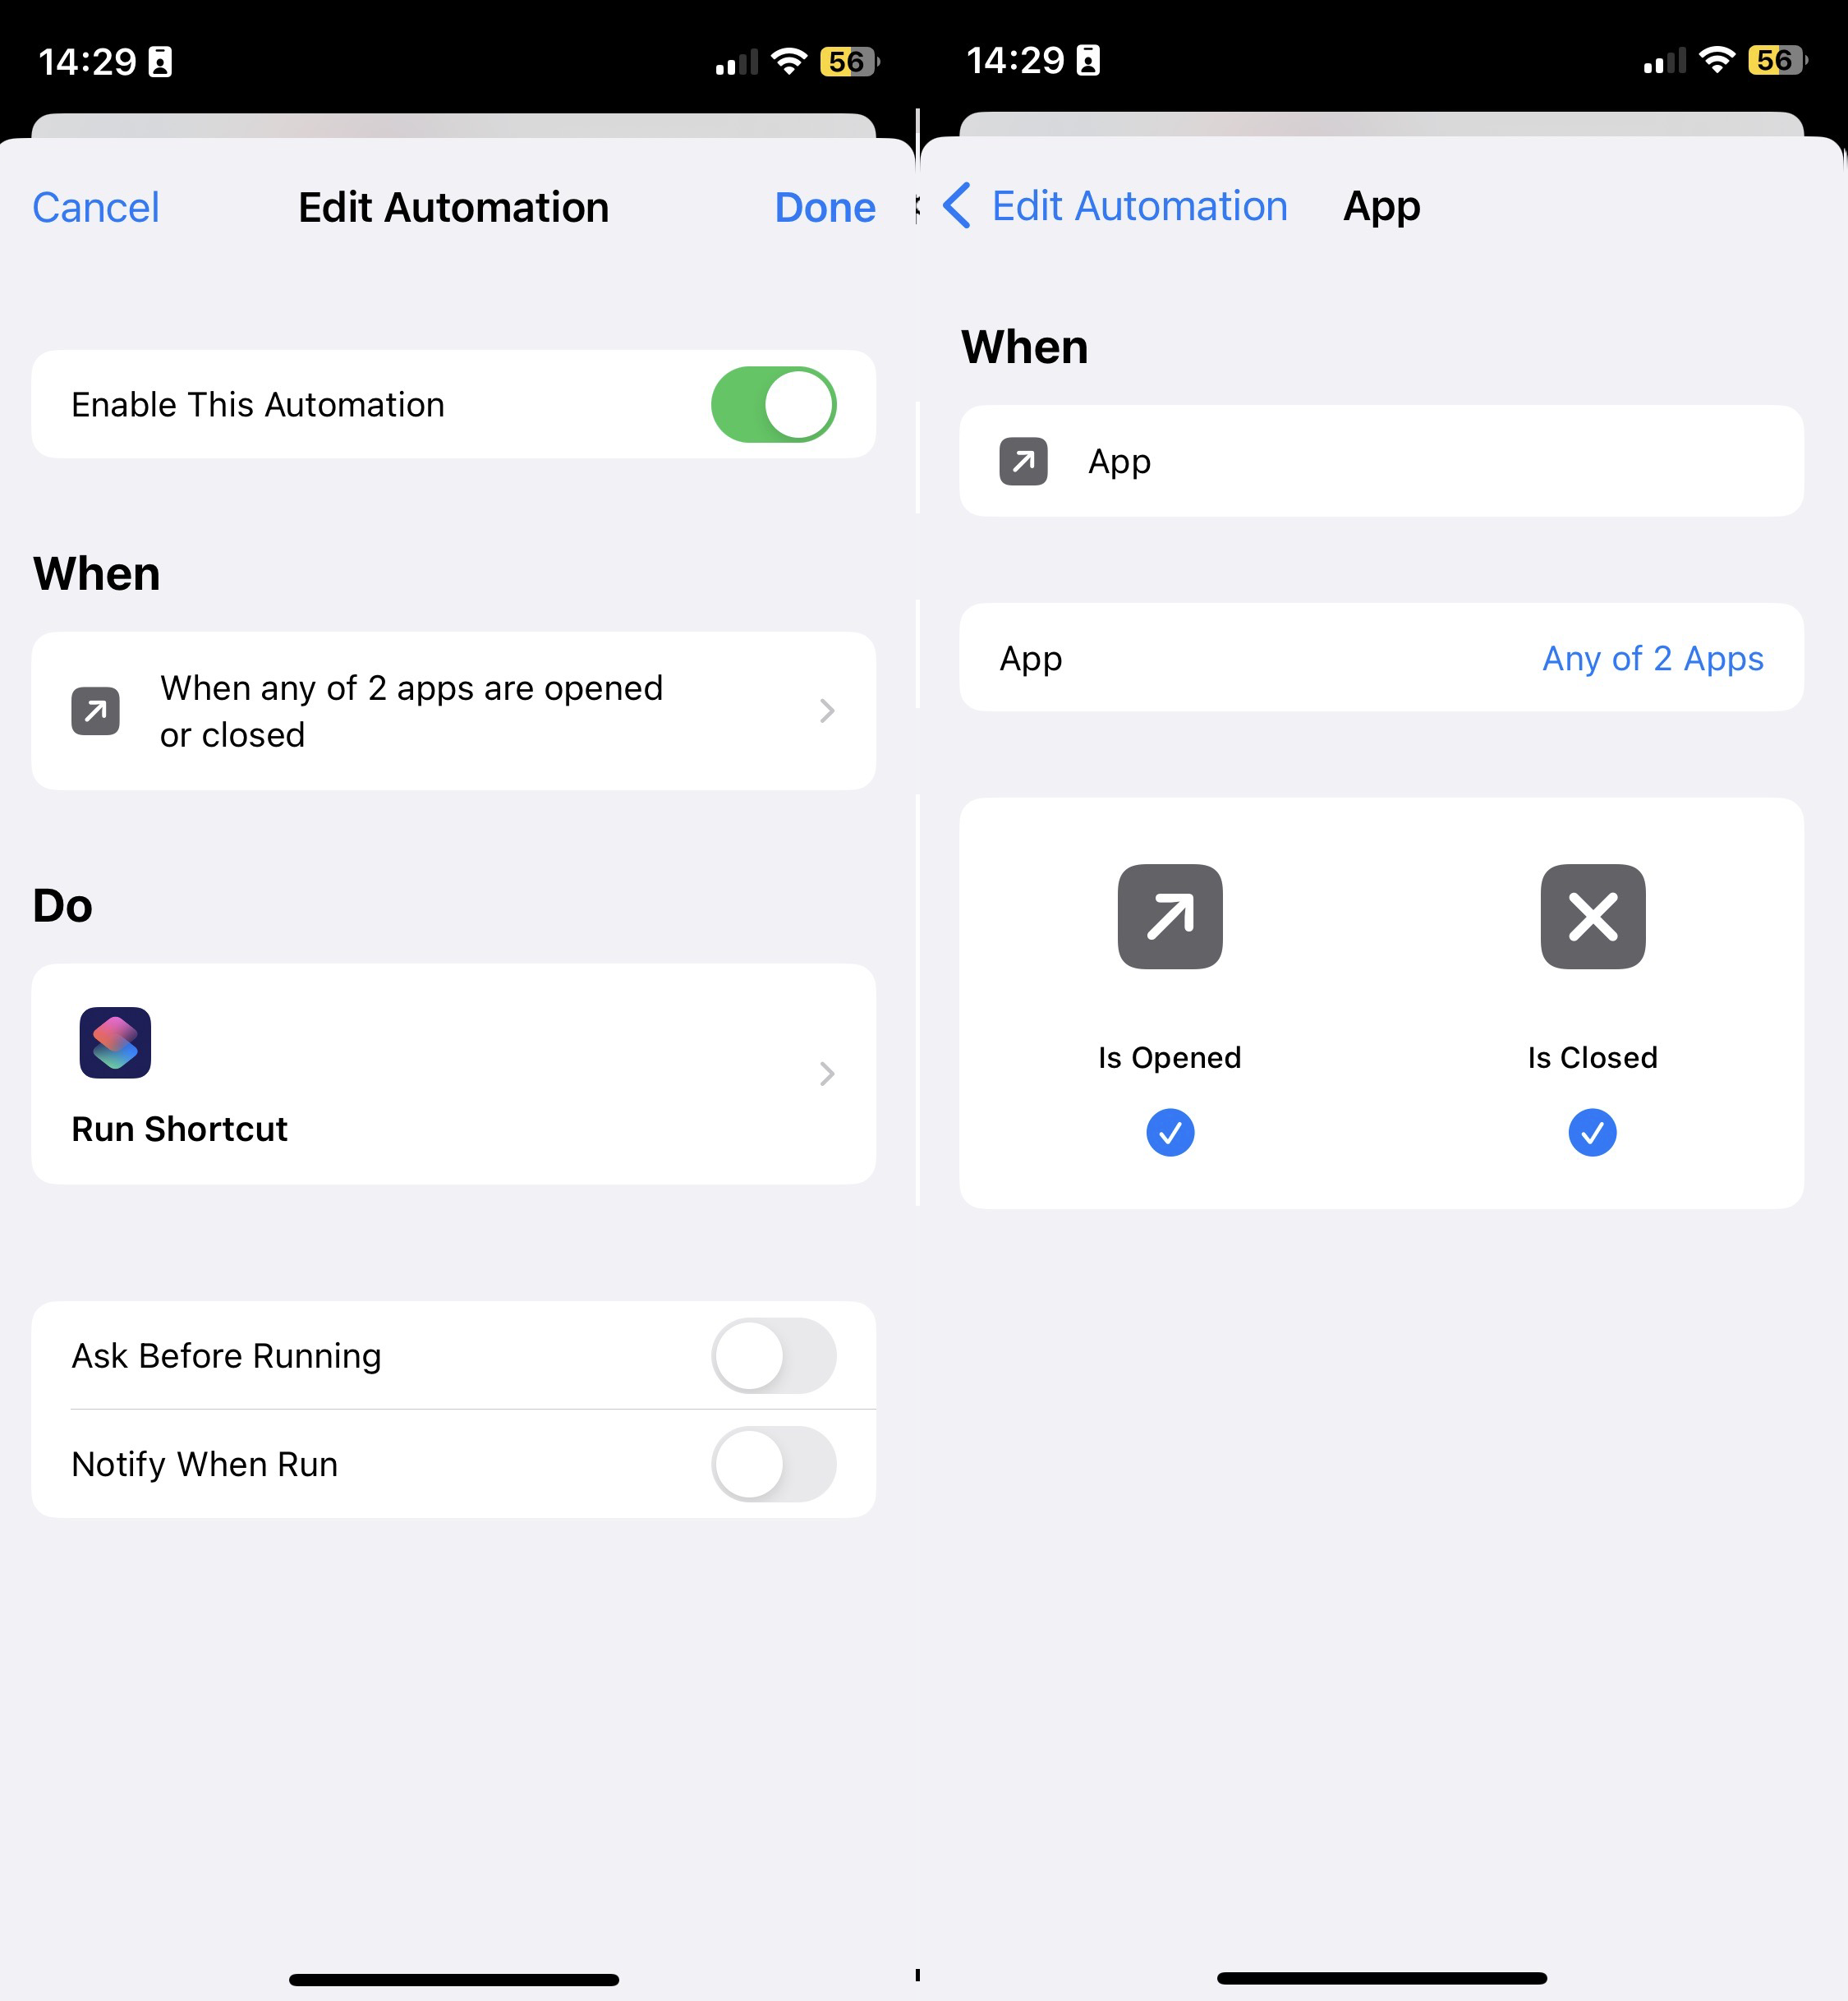 14:29
56
Cancel
Edit Automation
Done
Enable This Automation
When
When any of 2 apps are opened
or closed
Do
Run Shortcut
Ask Before Running
Notify When Run
14:29
56
Edit Automation
App
When
App
App
Any of 2 Apps
Is Opened
Is Closed